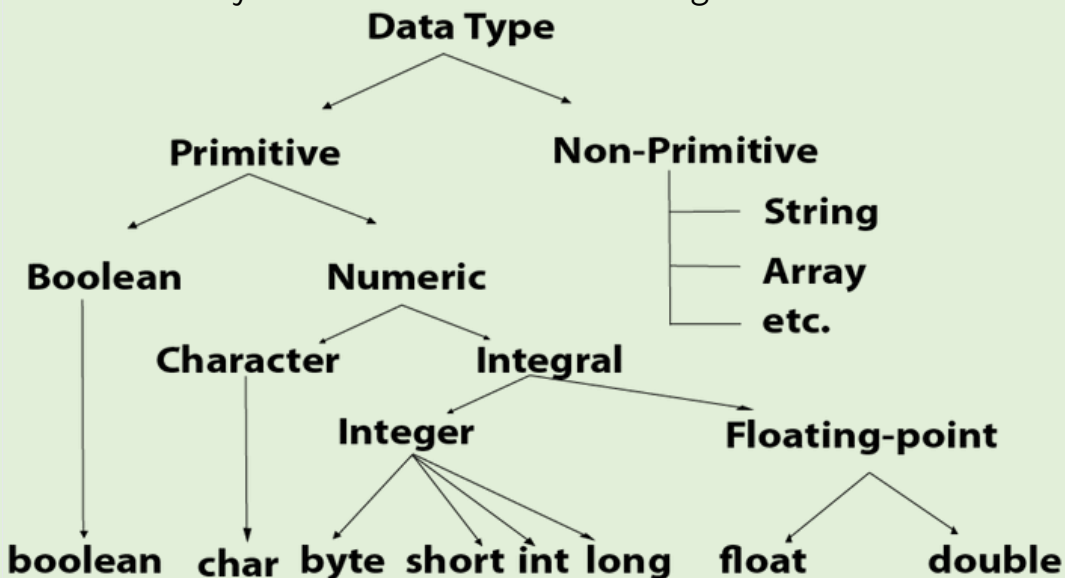 Data Type
Primitive
Non-Primitive
String
Array
etc.
Boolean
Numeric
Character
Integral
Integer
Floating-point
boolean char byte short int long float double